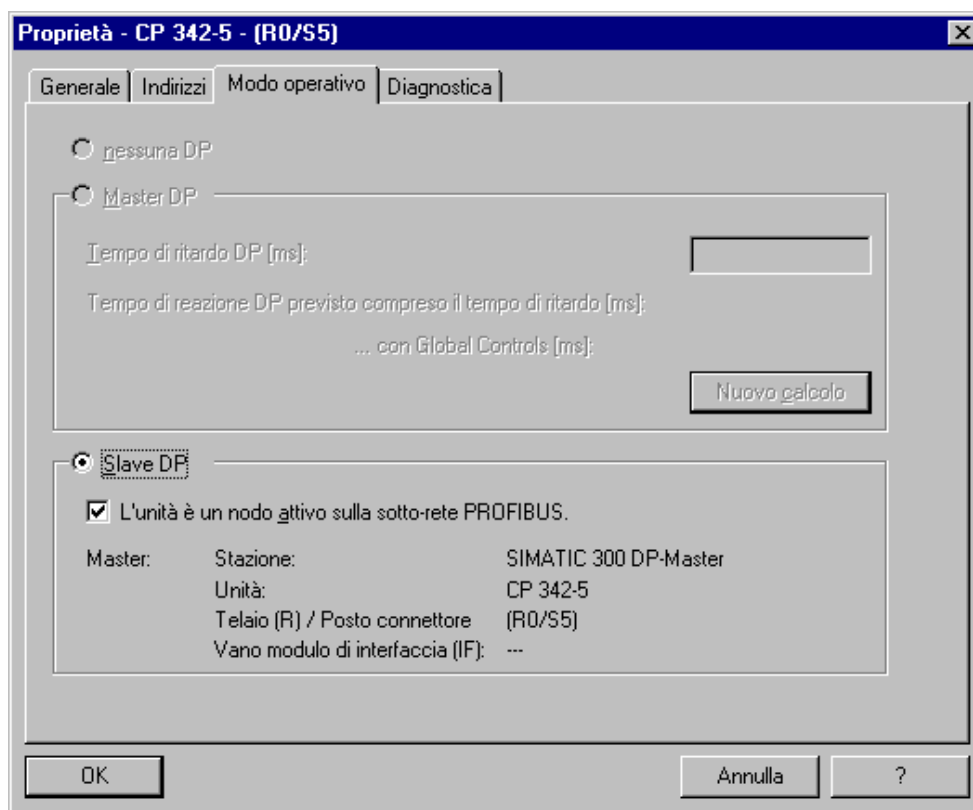 Proprietà - CP 342-5 - (R0/S5)
Generale Indirizzi Modo operativo Diagnostica
nessuna DP
Master DP
Tempo di ritardo DP [ms]:
Tempo di reazione DP previsto compreso il tempo di ritardo [ms]:
... con Global Controls [ms]:
Nuovo calcolo
Slave DP
L'unità è un nodo attivo sulla sotto-rete PROFIBUS.
Master: Stazione: SIMATIC 300 DP-Master
Unità: CP 342-5
Telaio (R) / Posto connettore (R0/S5)
Vano modulo di interfaccia (IF): ---
OK Annulla ?